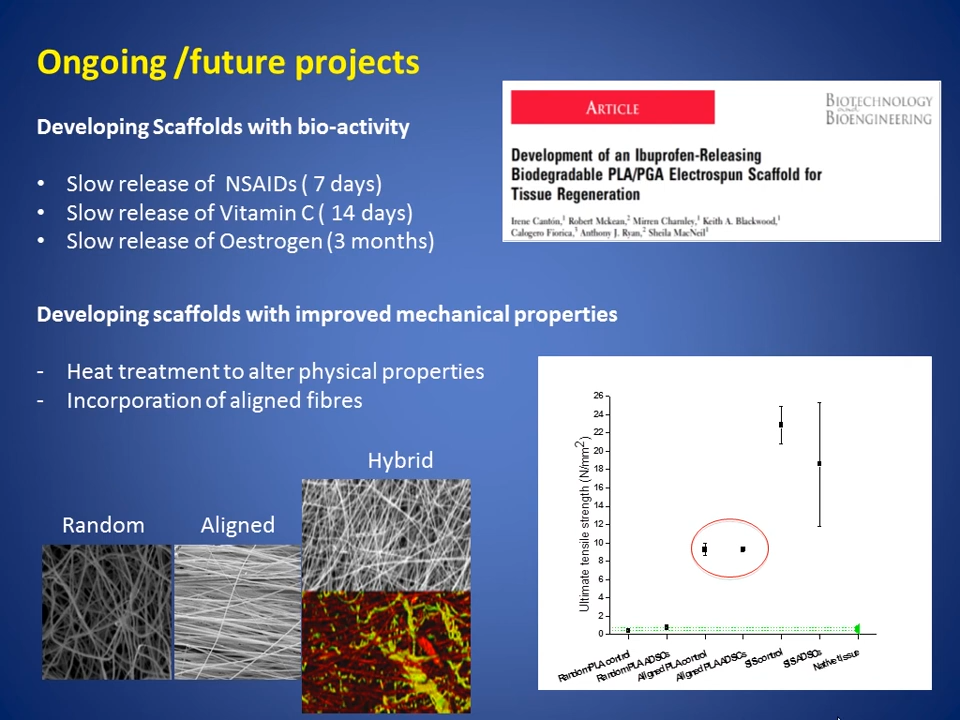 Ongoing /future projects
Developing Scaffolds with bio-activity
• Slow release of NSAIDs ( 7 days)
• Slow release of Vitamin C ( 14 days)
• Slow release of Oestrogen (3 months)
ARTICLE
BIOTECHNOLOGY
and
BIOENGINEERING
Development of an Ibuprofen-Releasing
Biodegradable PLA/PGA Electrospun Scaffold for
Tissue Regeneration
Irene Cantón,1 Robert Mckean,2 Mirren Charnley,1 Keith A. Blackwood,1
Calogero Fiorica,3 Anthony J. Ryan,2 Sheila MacNeil1
Developing scaffolds with improved mechanical properties
- Heat treatment to alter physical properties
- Incorporation of aligned fibres
Random
Aligned
Hybrid
Ultimate tensile strength (N/mm2)
26
24
22
20
18
16
14
12
10
8
6
4
2
0
Random PLA control
Random PLA ADSCs
Aligned PLA control
Aligned PLA ADSCs
SIS control
SIS ADSCs
Native tissue